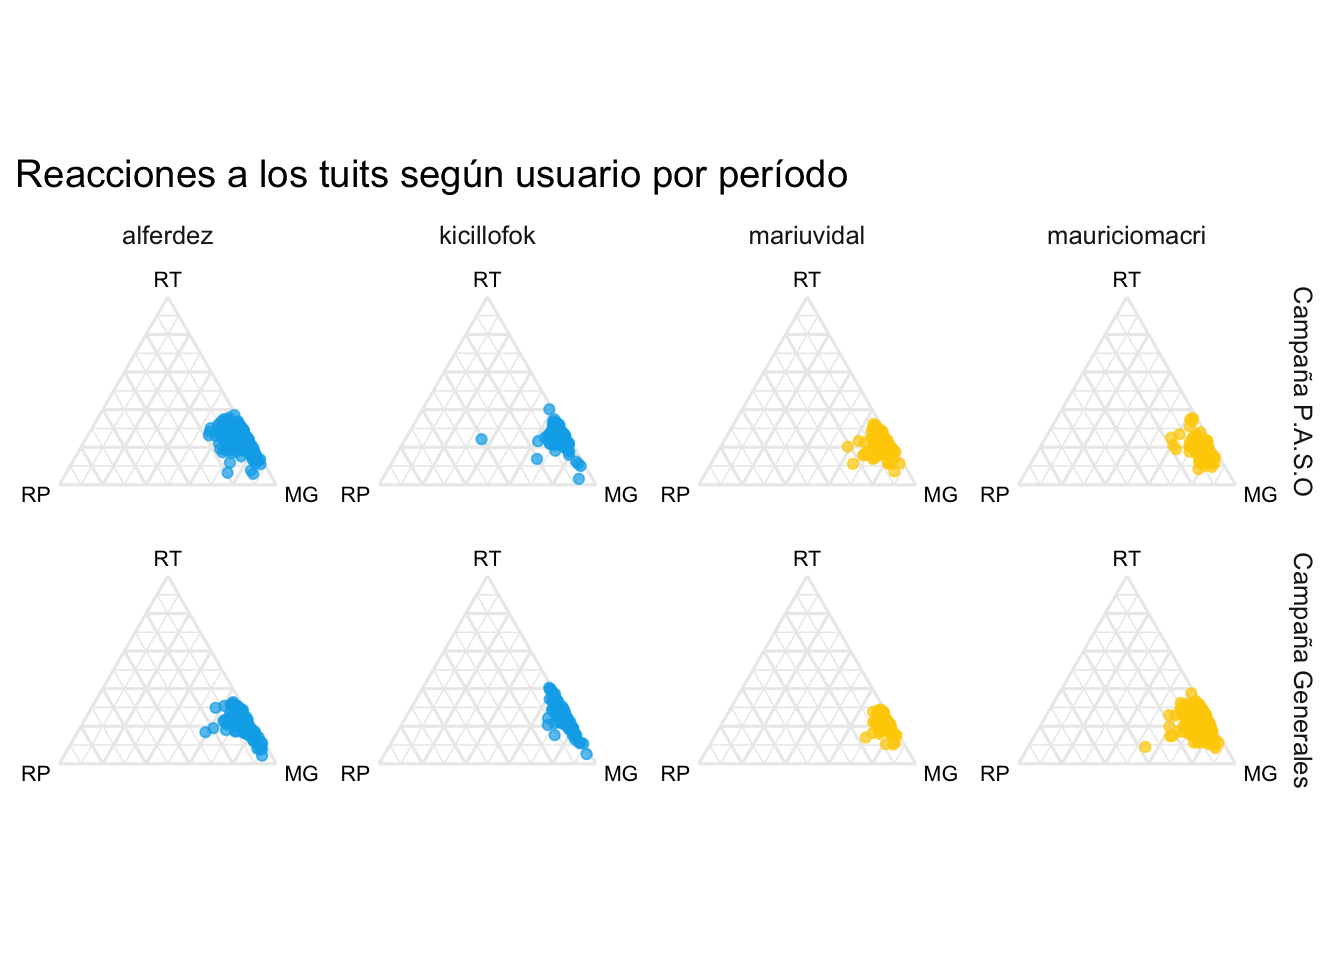 Reacciones a los tuits según usuario por período
alferdez
kicillofok
mariuvidal
mauriciomacri
RT
RT
RT
RT
RP
MG
RP
MG
RP
MG
RP
MG
Campaña P.A.S.O
RT
RT
RT
RT
RP
MG
RP
MG
RP
MG
RP
MG
Campaña Generales